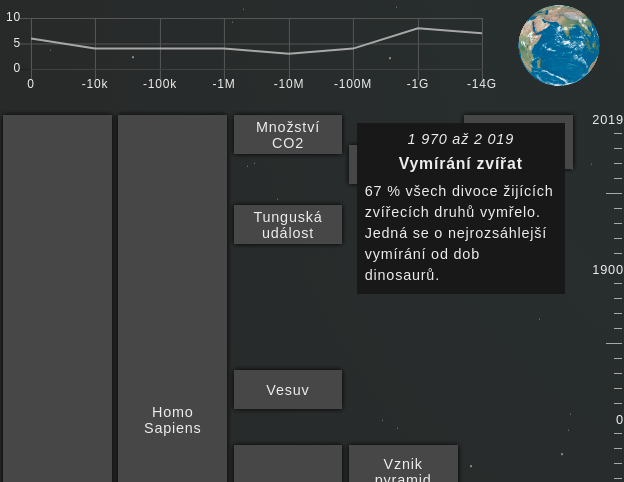 10
5
0
0 -10k -100k -1M -10M -100M -1G -14G
2019
1900
0
Množství
CO2
Tunguská
událost
Vesuv
Homo
Sapiens
Vznik
pyramid
1 970 až 2 019
Vymírání zvířat
67 % všech divoce žijících
zvířecích druhů vymřelo.
Jedná se o nejrozsáhlejší
vymírání od dob
dinosaurů.